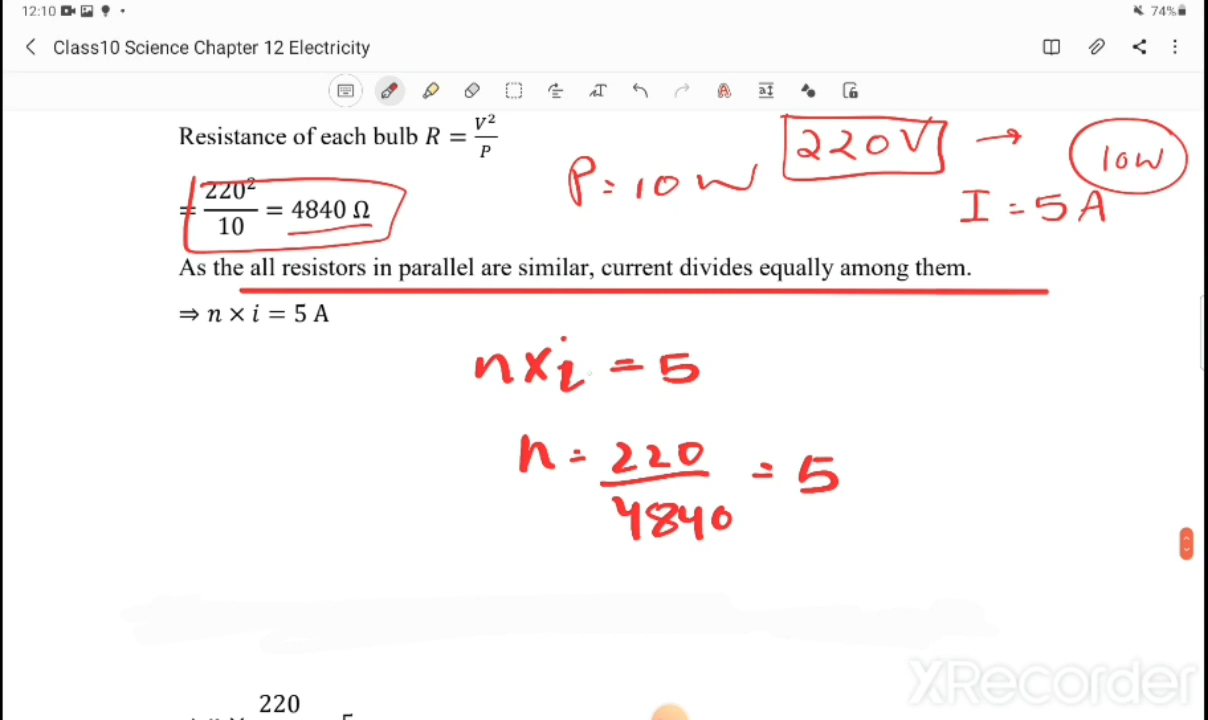 12:10
74%
Class10 Science Chapter 12 Electricity
Resistance of each bulb R = V²/P
P = 10 W
220V → 10W
= 220²/10 = 4840 Ω
I = 5 A
As the all resistors in parallel are similar, current divides equally among them.
⇒ n × i = 5 A
n × i = 5
n = 220/4840 = 5
220
XRecorder